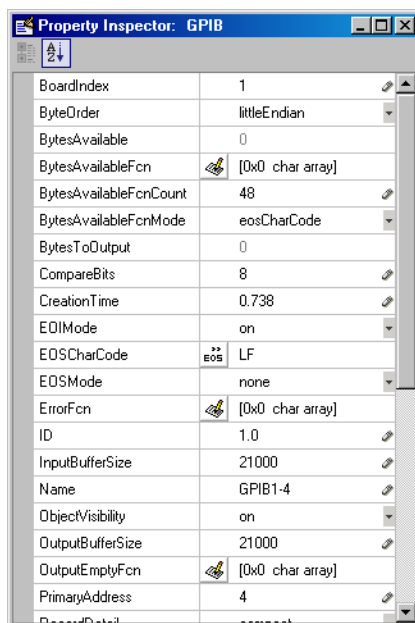 Property Inspector: GPIB
BoardIndex 1
ByteOrder littleEndian
BytesAvailable 0
BytesAvailableFcn [0x0 char array]
BytesAvailableFcnCount 48
BytesAvailableFcnMode eosCharCode
BytesToOutput 0
CompareBits 8
CreationTime 0.738
EOIMode on
EOSCharCode EOS LF
EOSMode none
ErrorFcn [0x0 char array]
ID 1.0
InputBufferSize 21000
Name GPIB1-4
ObjectVisibility on
OutputBufferSize 21000
OutputEmptyFcn [0x0 char array]
PrimaryAddress 4